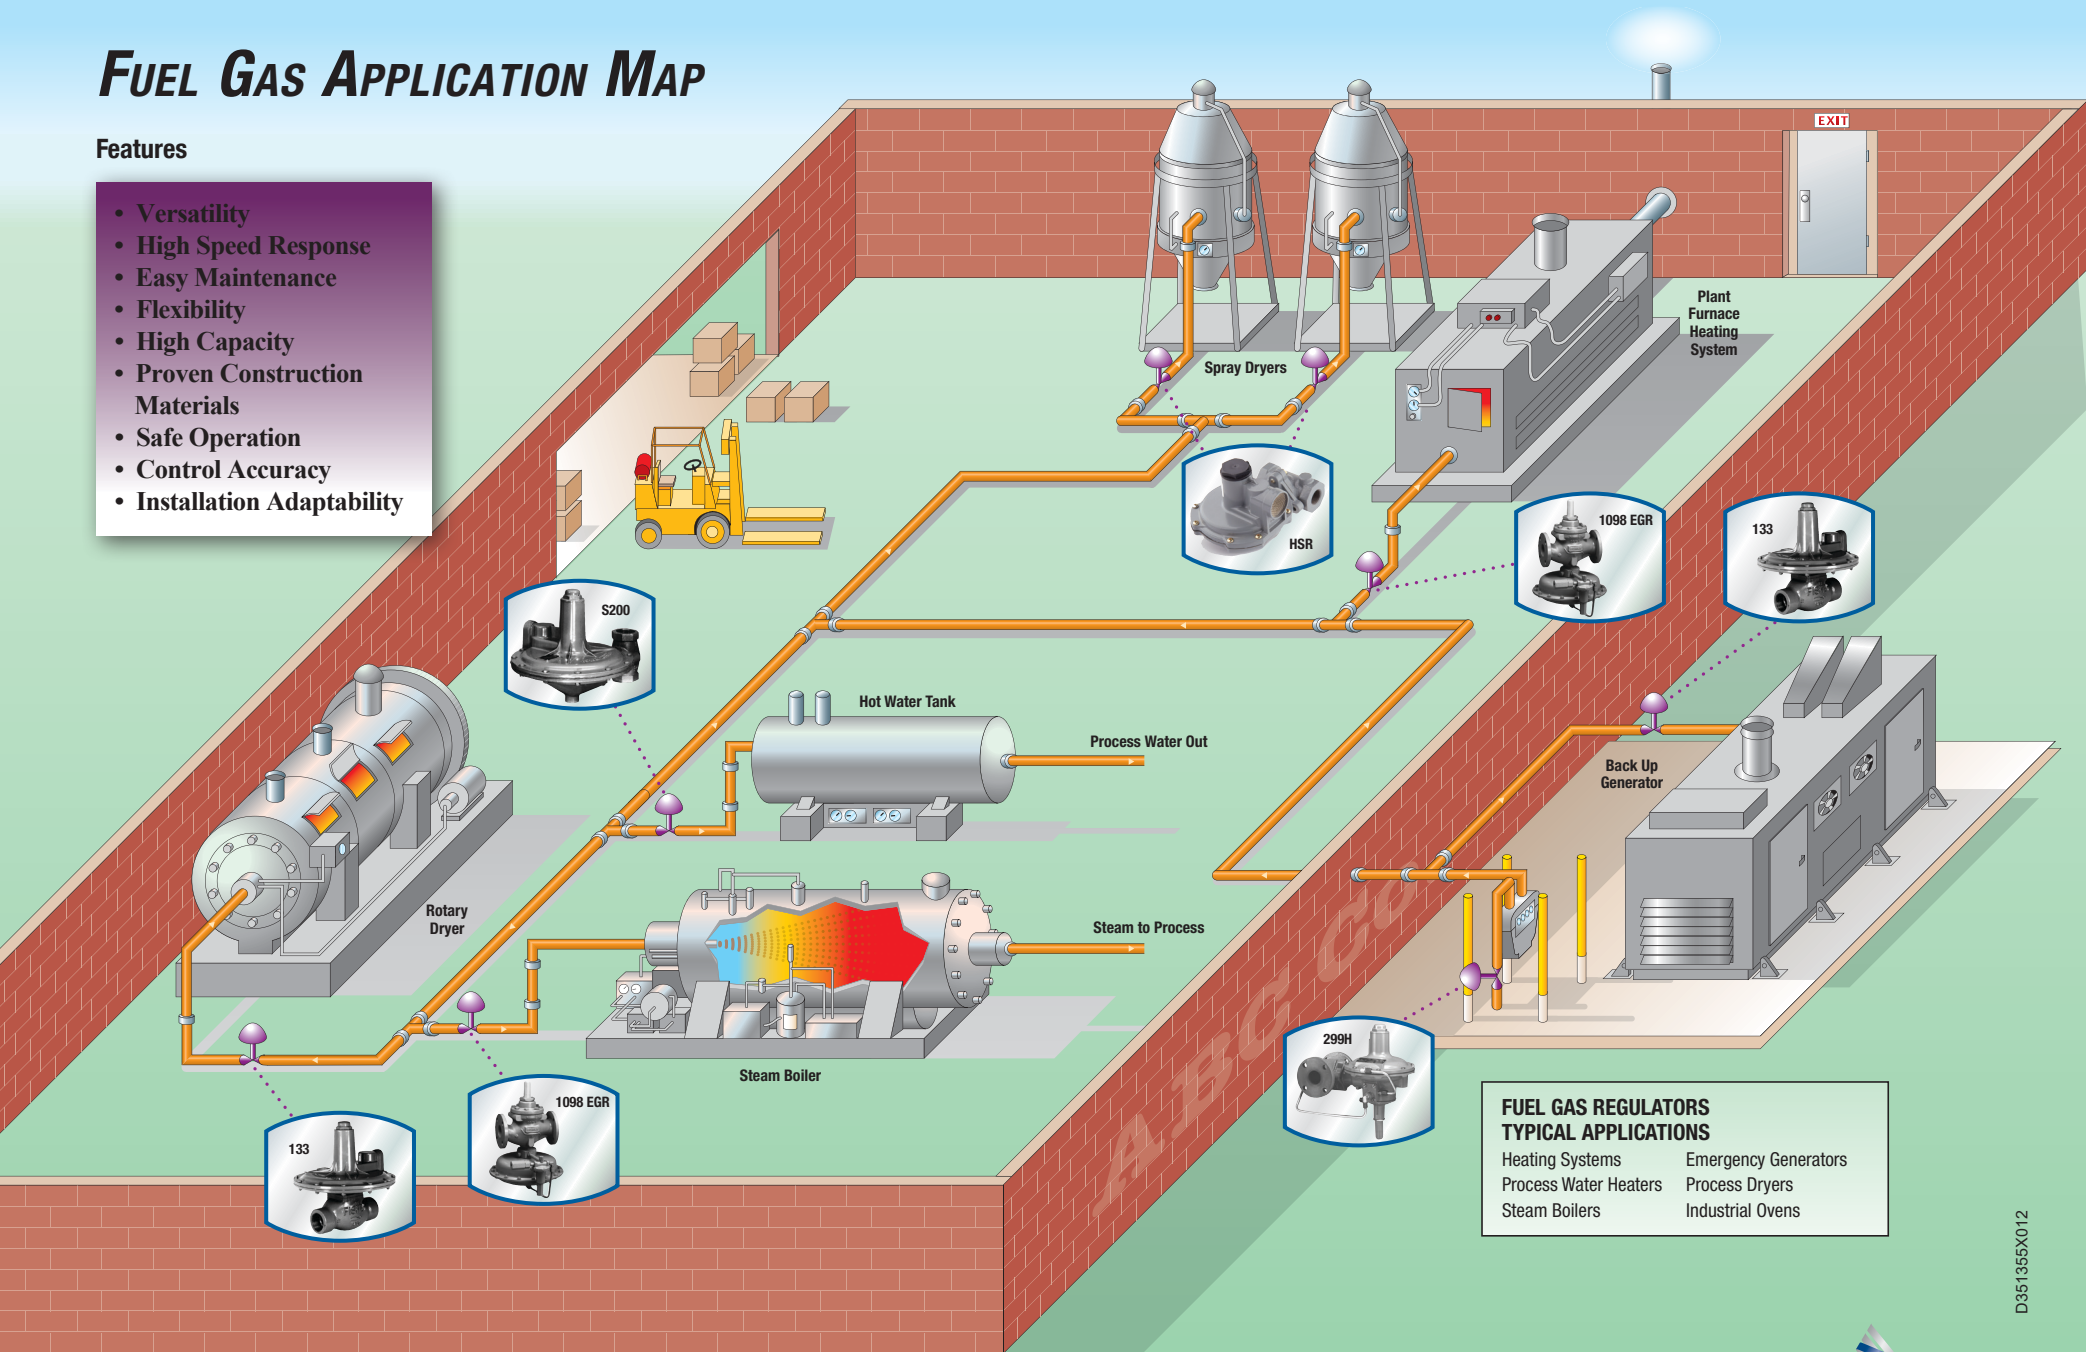 FUEL GAS APPLICATION MAP
Features
• Versatility
• High Speed Response
• Easy Maintenance
• Flexibility
• High Capacity
• Proven Construction
Materials
• Safe Operation
• Control Accuracy
• Installation Adaptability
EXIT
Plant
Furnace
Heating
System
Spray Dryers
HSR
1098 EGR
133
S200
Hot Water Tank
Process Water Out
Back Up
Generator
Rotary
Dryer
Steam to Process
Steam Boiler
ABC Co.
299H
1098 EGR
133
FUEL GAS REGULATORS
TYPICAL APPLICATIONS
Heating Systems
Emergency Generators
Process Water Heaters
Process Dryers
Steam Boilers
Industrial Ovens
D351355X012